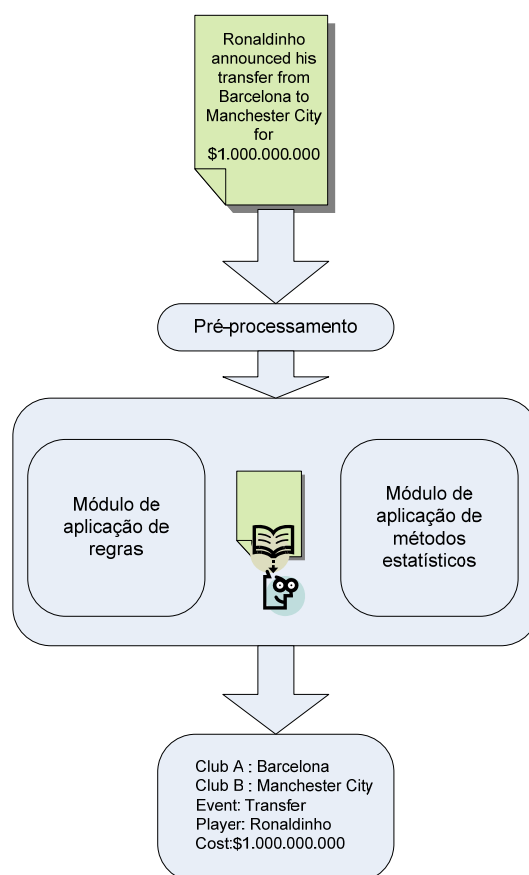 Ronaldinho
announced his
transfer from
Barcelona to
Manchester City
for
$1.000.000.000
Pré-processamento
Módulo de
aplicação de
regras
Módulo de
aplicação de
métodos
estatísticos
Club A : Barcelona
Club B : Manchester City
Event: Transfer
Player: Ronaldinho
Cost:$1.000.000.000